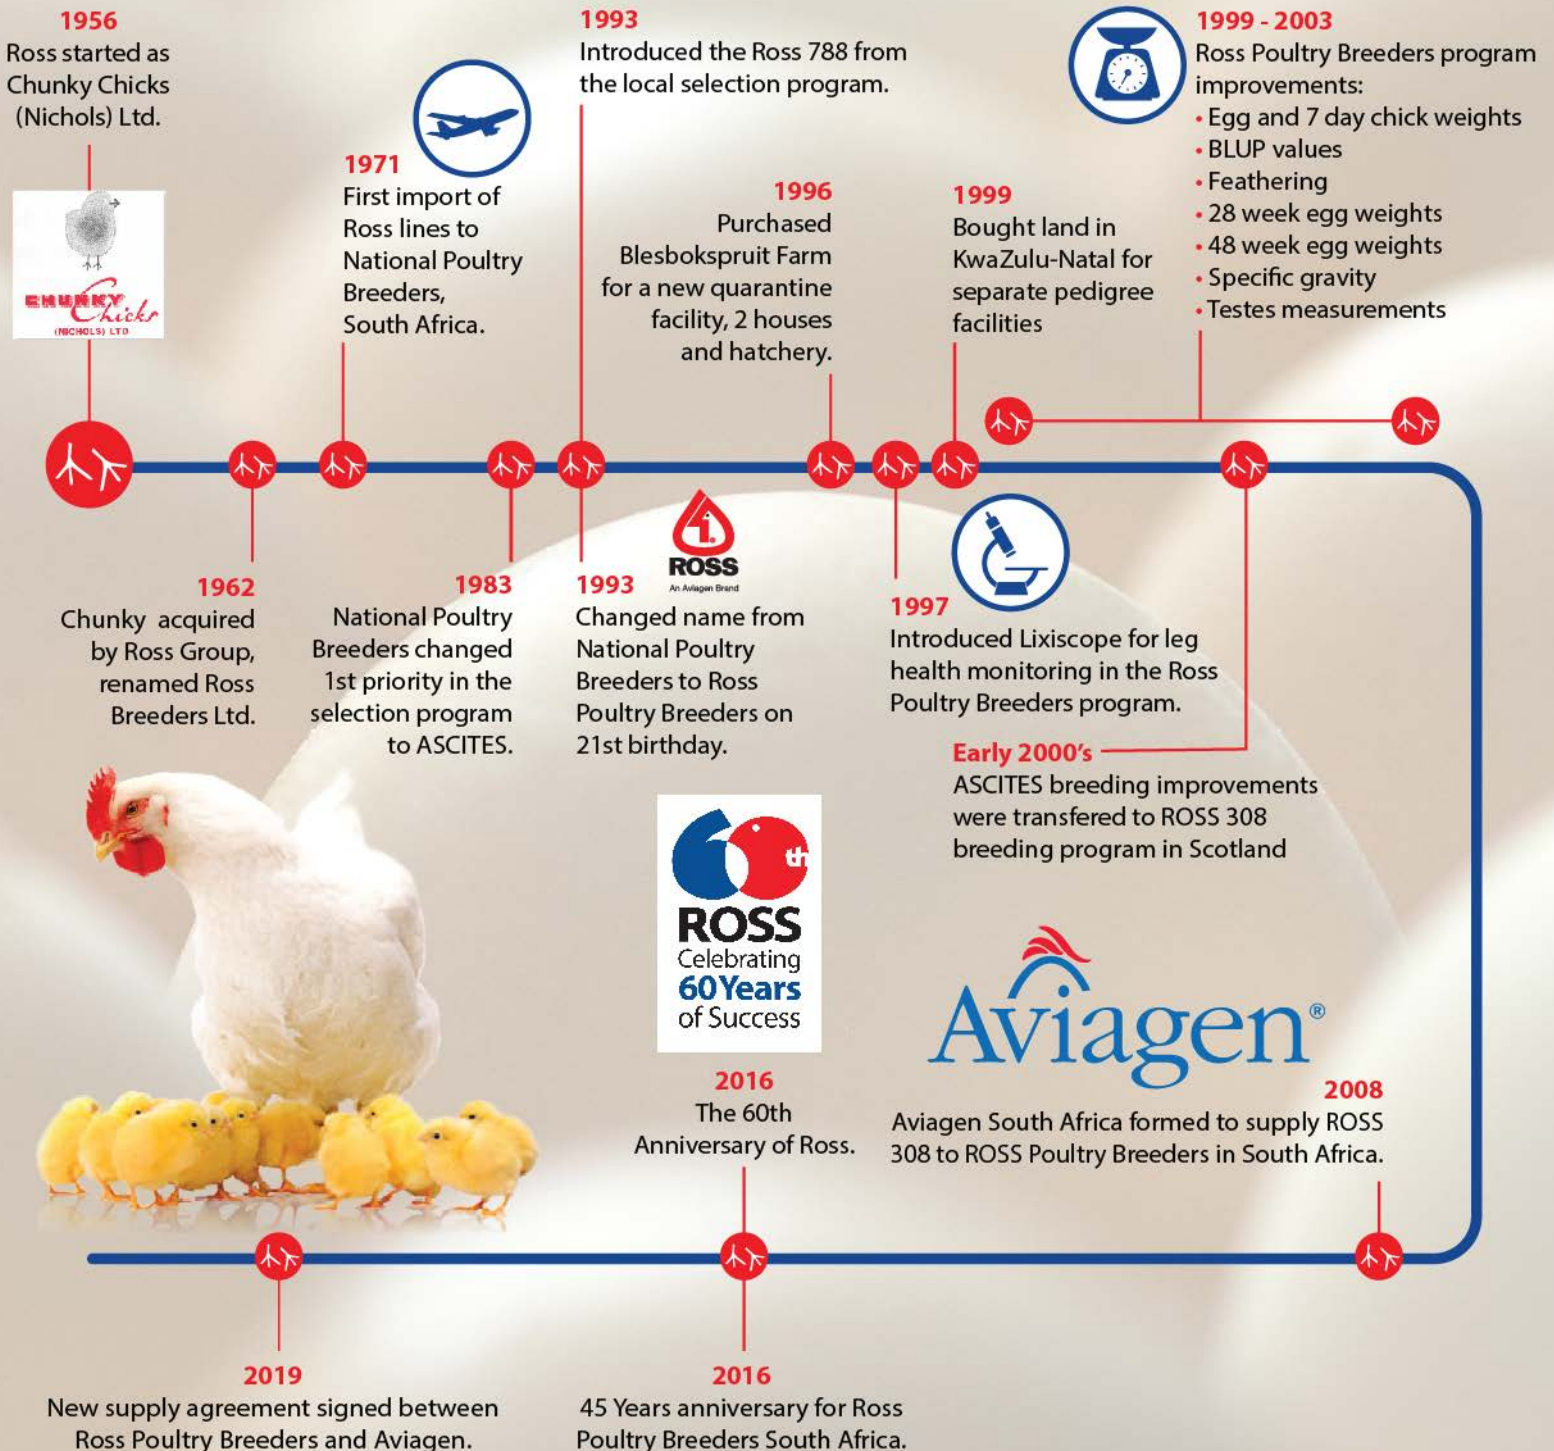 1956
Ross started as
Chunky Chicks
(Nichols) Ltd.
CHUNKY
Chicks
(NICHOLS) LTD
1962
Chunky acquired
by Ross Group,
renamed Ross
Breeders Ltd.
1971
First import of
Ross lines to
National Poultry
Breeders,
South Africa.
1983
National Poultry
Breeders changed
1st priority in the
selection program
to ASCITES.
1993
Introduced the Ross 788 from
the local selection program.
1993
Changed name from
National Poultry
Breeders to Ross
Poultry Breeders on
21st birthday.
ROSS
An Aviagen Brand
1996
Purchased
Blesbokspruit Farm
for a new quarantine
facility, 2 houses
and hatchery.
1997
Introduced Lixiscope for leg
health monitoring in the Ross
Poultry Breeders program.
1999
Bought land in
KwaZulu-Natal for
separate pedigree
facilities
1999 - 2003
Ross Poultry Breeders program
improvements:
• Egg and 7 day chick weights
• BLUP values
• Feathering
• 28 week egg weights
• 48 week egg weights
• Specific gravity
• Testes measurements
Early 2000's
ASCITES breeding improvements
were transfered to ROSS 308
breeding program in Scotland
Aviagen®
2008
Aviagen South Africa formed to supply ROSS
308 to ROSS Poultry Breeders in South Africa.
60th
ROSS
Celebrating
60 Years
of Success
2016
The 60th
Anniversary of Ross.
2016
45 Years anniversary for Ross
Poultry Breeders South Africa.
2019
New supply agreement signed between
Ross Poultry Breeders and Aviagen.